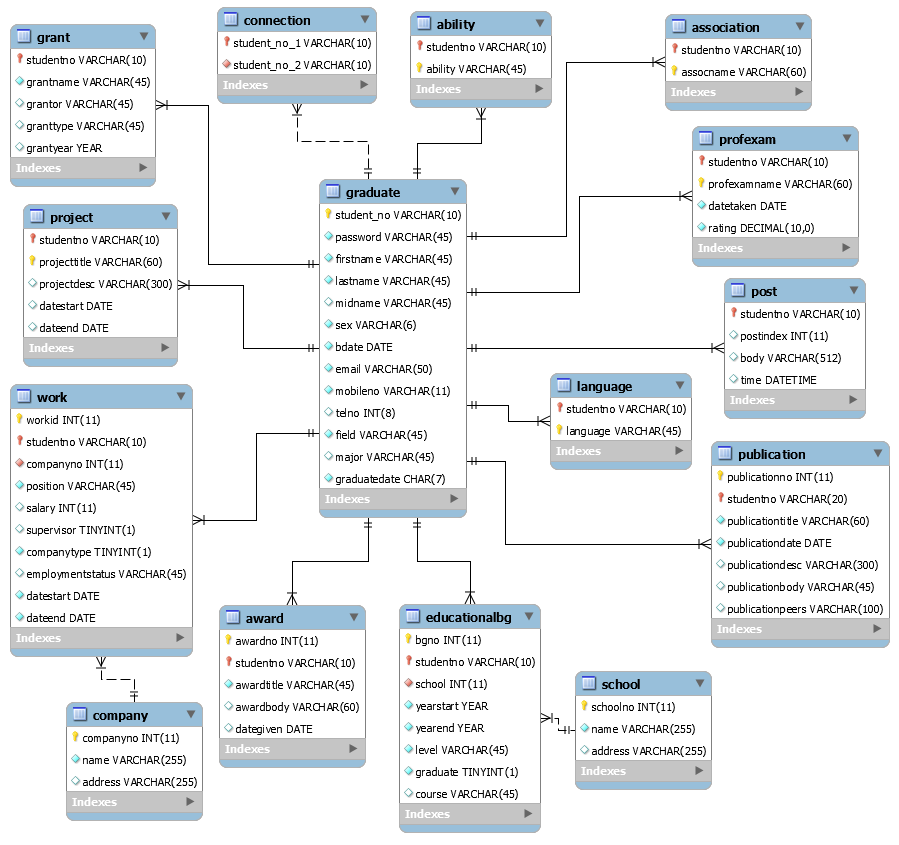 grant
studentno VARCHAR(10)
grantname VARCHAR(45)
grantor VARCHAR(45)
granttype VARCHAR(45)
grantyear YEAR
Indexes
connection
student_no_1 VARCHAR(10)
student_no_2 VARCHAR(10)
Indexes
ability
studentno VARCHAR(10)
ability VARCHAR(45)
Indexes
association
studentno VARCHAR(10)
assocname VARCHAR(60)
Indexes
profexam
studentno VARCHAR(10)
profexamname VARCHAR(60)
datetaken DATE
rating DECIMAL(10,0)
Indexes
project
studentno VARCHAR(10)
projecttitle VARCHAR(60)
projectdesc VARCHAR(300)
datestart DATE
dateend DATE
Indexes
graduate
student_no VARCHAR(10)
password VARCHAR(45)
firstname VARCHAR(45)
lastname VARCHAR(45)
midname VARCHAR(45)
sex VARCHAR(6)
bdate DATE
email VARCHAR(50)
mobileno VARCHAR(11)
telno INT(8)
field VARCHAR(45)
major VARCHAR(45)
graduatedate CHAR(7)
Indexes
post
studentno VARCHAR(10)
postindex INT(11)
body VARCHAR(512)
time DATETIME
Indexes
language
studentno VARCHAR(10)
language VARCHAR(45)
Indexes
work
workid INT(11)
studentno VARCHAR(10)
companyno INT(11)
position VARCHAR(45)
salary INT(11)
supervisor TINYINT(1)
companytype TINYINT(1)
employmentstatus VARCHAR(45)
datestart DATE
dateend DATE
Indexes
publication
publicationno INT(11)
studentno VARCHAR(20)
publicationtitle VARCHAR(60)
publicationdate DATE
publicationdesc VARCHAR(300)
publicationbody VARCHAR(45)
publicationpeers VARCHAR(100)
Indexes
award
awardno INT(11)
studentno VARCHAR(10)
awardtitle VARCHAR(45)
awardbody VARCHAR(60)
dategiven DATE
Indexes
educationalbg
bgno INT(11)
studentno VARCHAR(10)
school INT(11)
yearstart YEAR
yearend YEAR
level VARCHAR(45)
graduate TINYINT(1)
course VARCHAR(45)
Indexes
school
schoolno INT(11)
name VARCHAR(255)
address VARCHAR(255)
Indexes
company
companyno INT(11)
name VARCHAR(255)
address VARCHAR(255)
Indexes